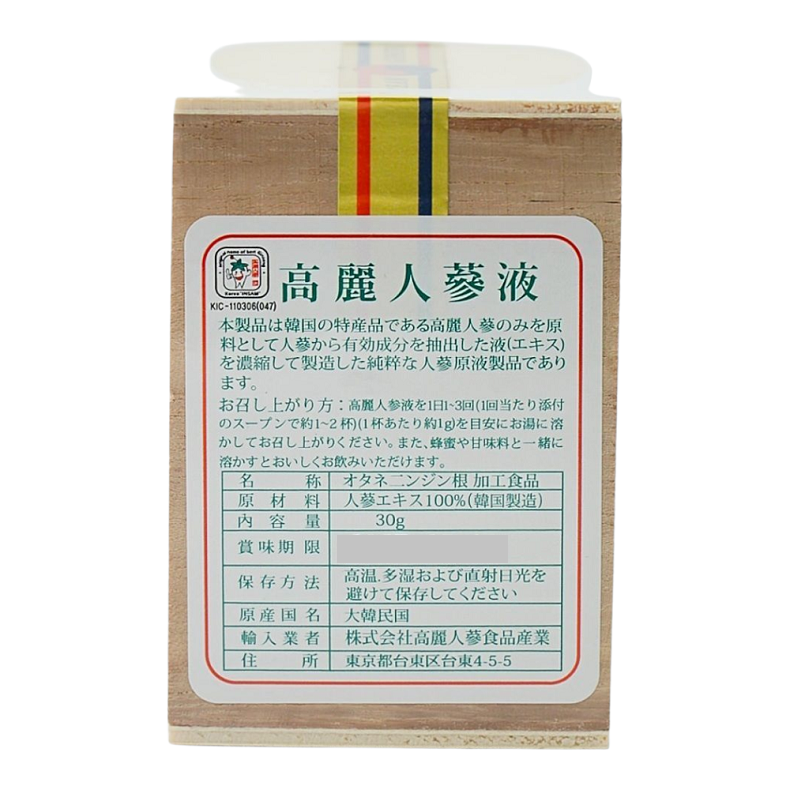 Korea "INSAM"
KIC-110306(047)
高麗人蔘液
本製品は韓国の特産品である高麗人蔘のみを原
料として人蔘から有効成分を抽出した液(エキス)
を濃縮して製造した純粋な人蔘原液製品であり
ます。
お召し上がり方：高麗人参液を1日1~3回(1回当たり添付
のスープンで約1~2杯)(1杯あたり約1g)を目安にお湯に溶
かしてお召し上がりください。また、蜂蜜や甘味料と一緒に
溶かすとおいしくお飲みいただけます。
名称 オタネニンジン根 加工食品
原材料 人蔘エキス100%(韓国製造)
内容量 30g
賞味期限
保存方法 高温.多湿および直射日光を
避けて保存してください
原産国名 大韓民国
輸入業者 株式会社高麗人蔘食品産業
住所 東京都台東区台東4-5-5